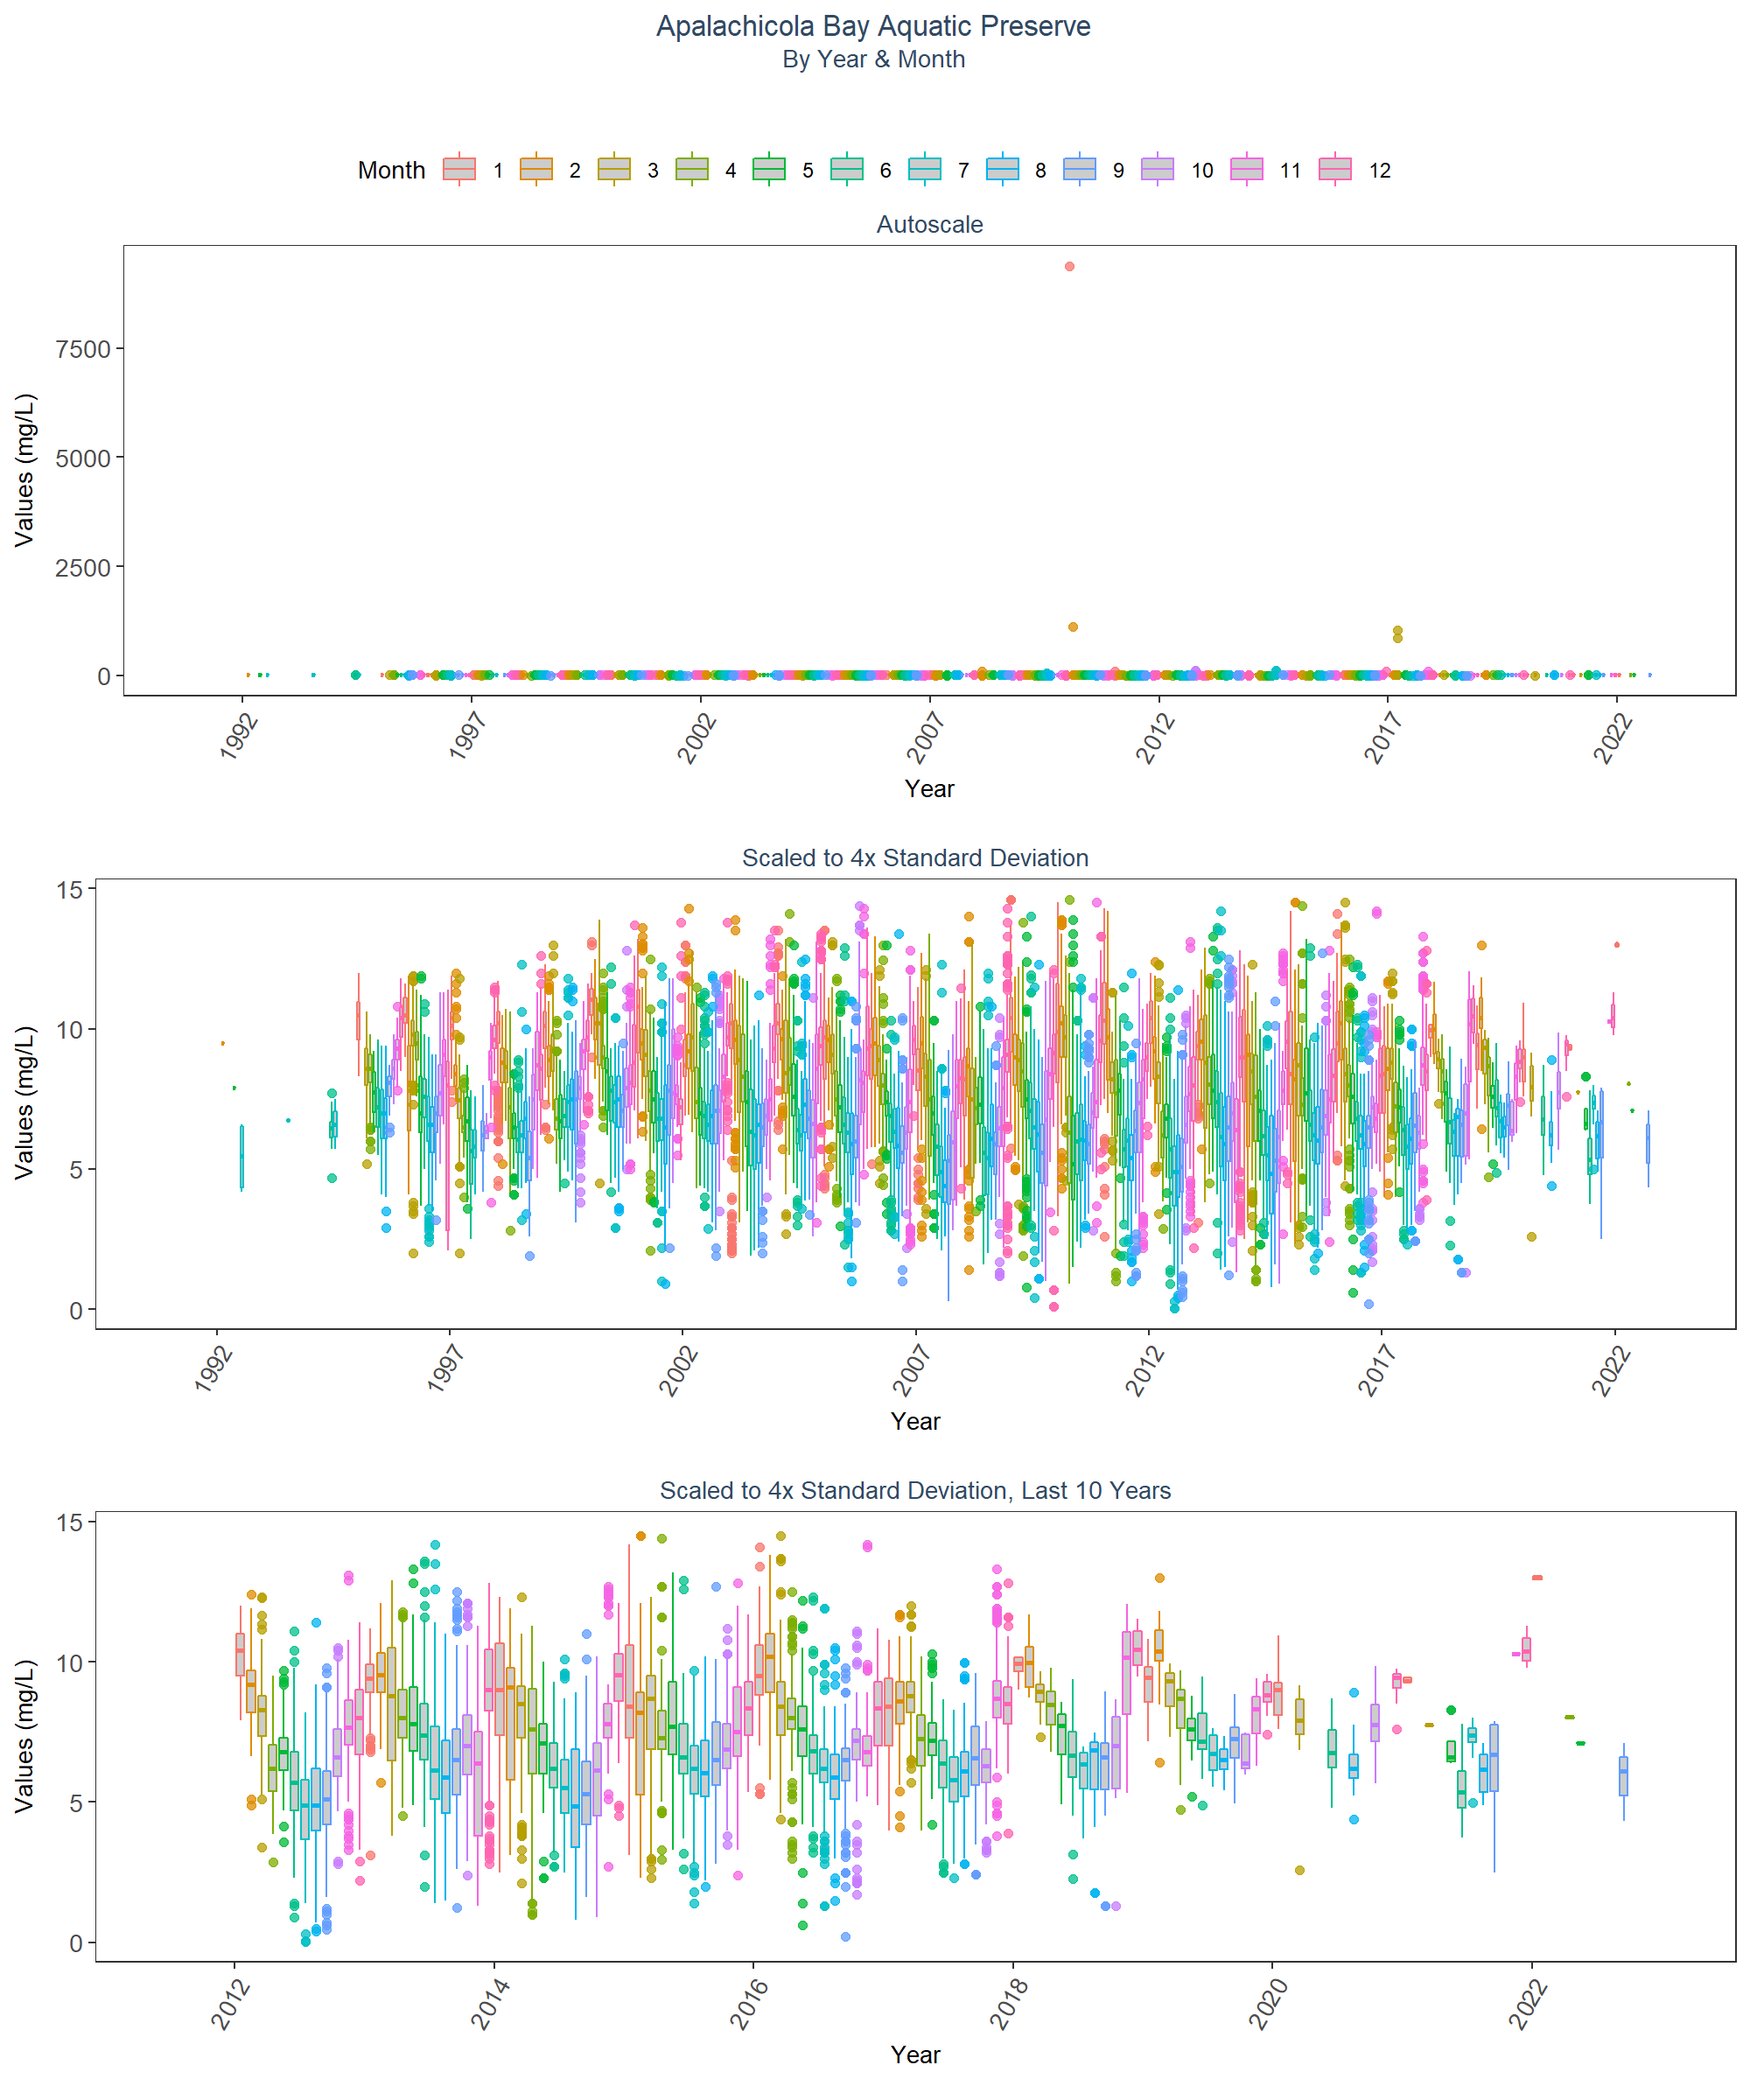 Apalachicola Bay Aquatic Preserve
By Year & Month
Month 1 2 3 4 5 6 7 8 9 10 11 12
Autoscale
Values (mg/L)
7500
5000
2500
0
1992 1997 2002 2007 2012 2017 2022
Year
Scaled to 4x Standard Deviation
Values (mg/L)
15
10
5
0
1992 1997 2002 2007 2012 2017 2022
Year
Scaled to 4x Standard Deviation, Last 10 Years
Values (mg/L)
15
10
5
0
2012 2014 2016 2018 2020 2022
Year